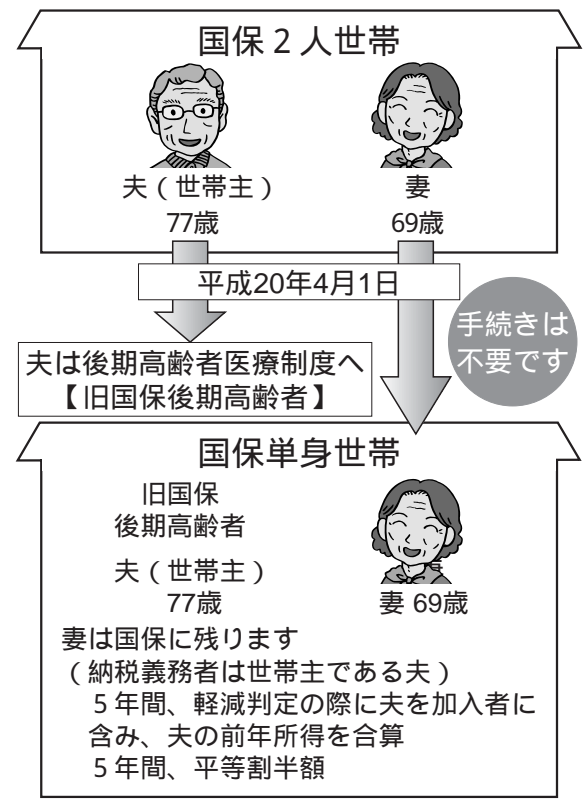 国保２人世帯
夫（世帯主）
77歳
妻
69歳
平成20年4月1日
手続きは
不要です
夫は後期高齢者医療制度へ
【旧国保後期高齢者】
国保単身世帯
旧国保
後期高齢者
夫（世帯主）
77歳
妻 69歳
妻は国保に残ります
（納税義務者は世帯主である夫）
５年間、軽減判定の際に夫を加入者に
含み、夫の前年所得を合算
５年間、平等割半額